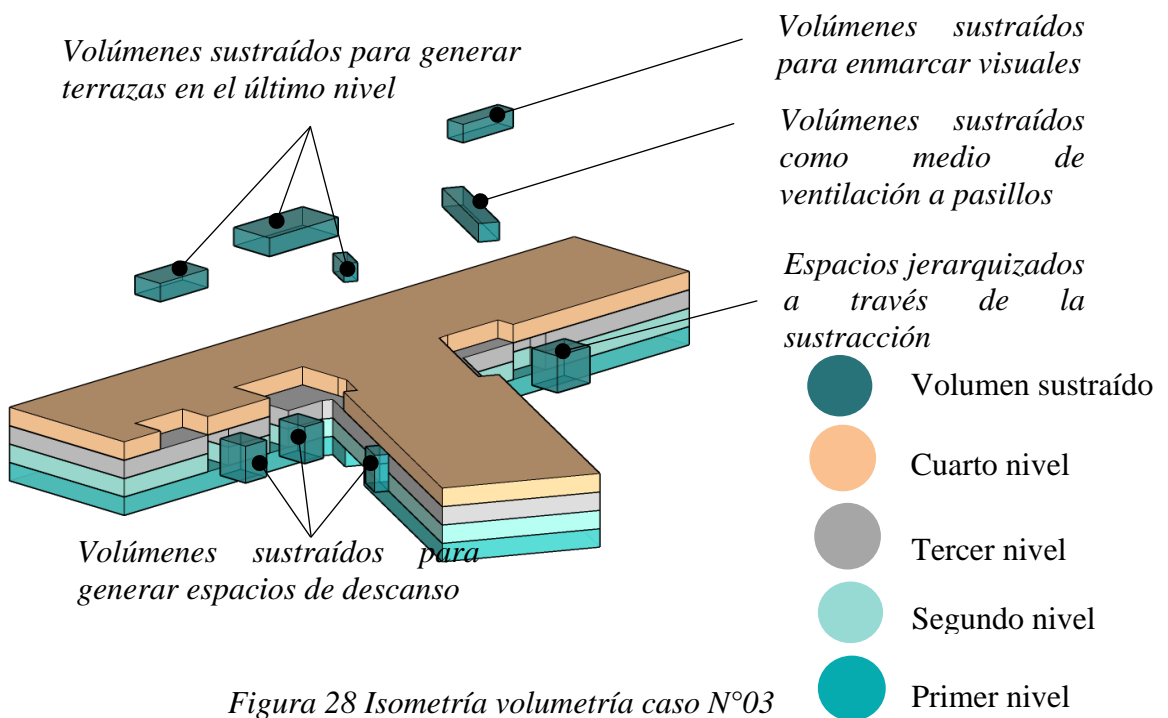 Volúmenes sustraídos para generar
terrazas en el último nivel
Volúmenes sustraídos
para enmarcar visuales
Volúmenes sustraídos
como medio de
ventilación a pasillos
Espacios jerarquizados
a través de la
sustracción
Volumen sustraído
Cuarto nivel
Tercer nivel
Segundo nivel
Primer nivel
Volúmenes sustraídos para
generar espacios de descanso
Figura 28 Isometría volumetría caso N°03